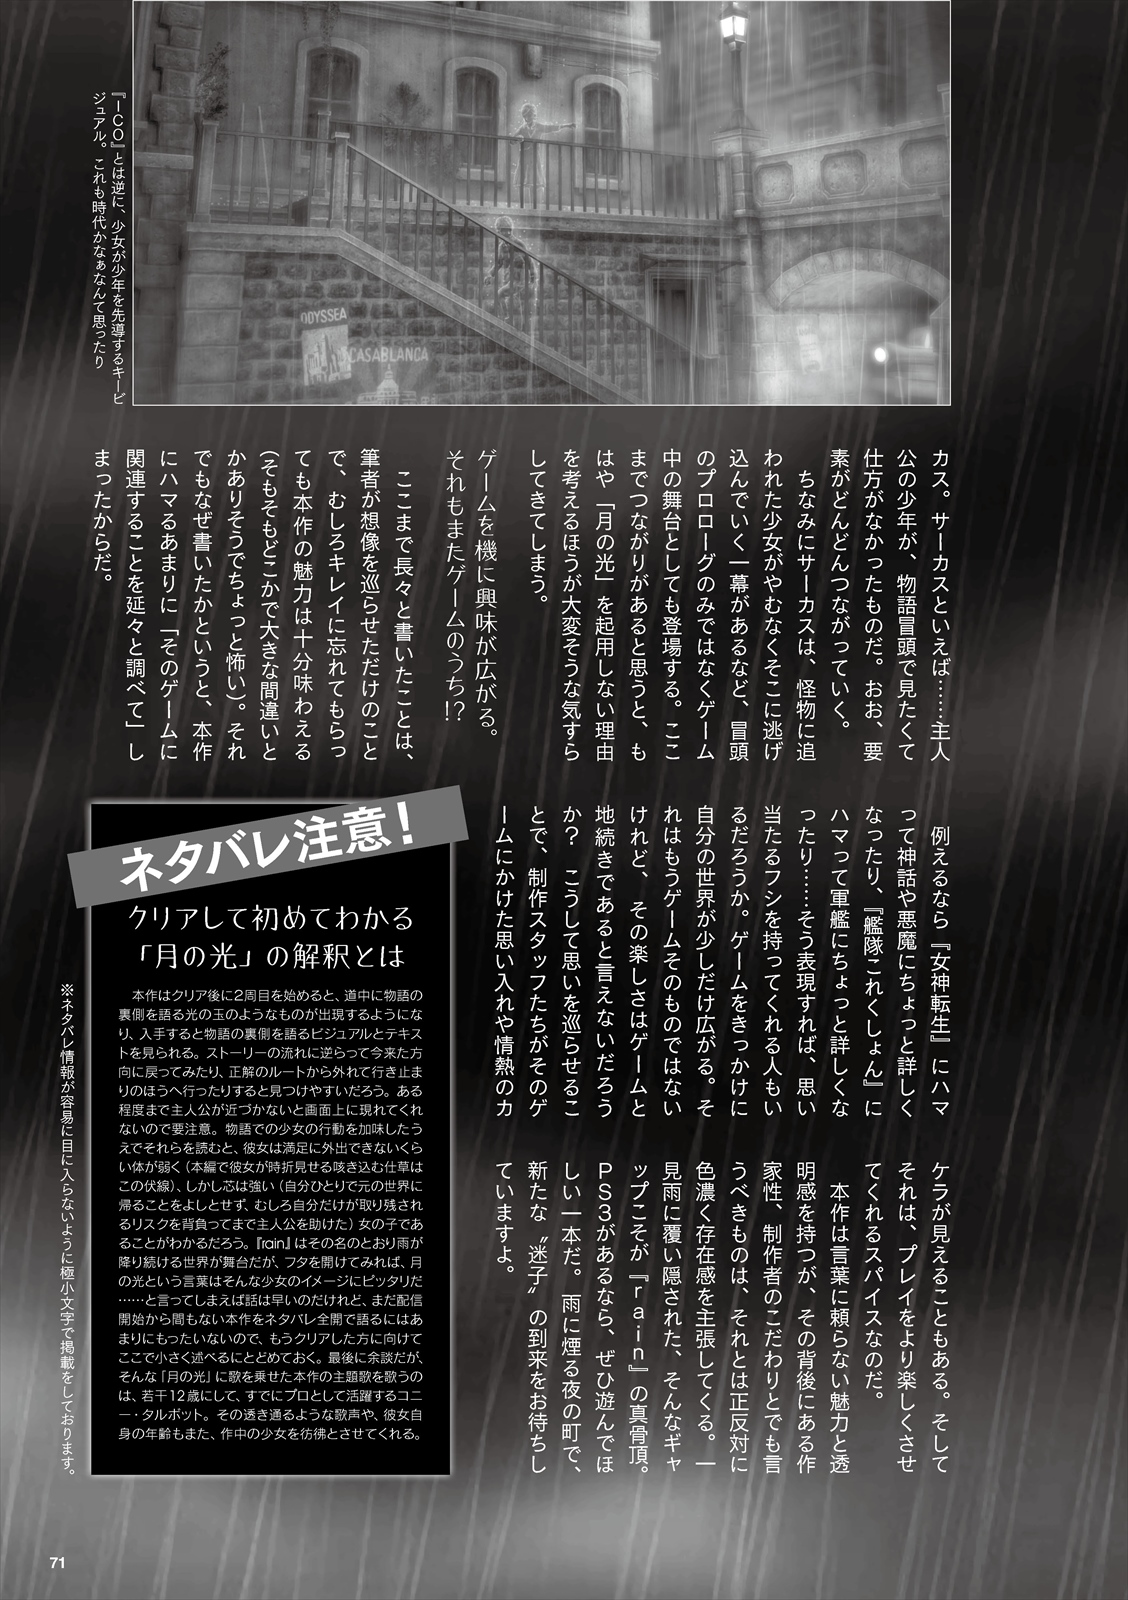 ODYSSEA
CASABLANCA
『ICO』とは逆に、少女が少年を先導するキービ
ジュアル。これも時代かなぁなんて思ったり
カス。サーカスといえば……主人
公の少年が、物語冒頭で見たくて
仕方がなかったものだ。おお、要
素がどんどんつながっていく。
　ちなみにサーカスは、怪物に追
われた少女がやむなくそこに逃げ
込んでいく一幕があるなど、冒頭
のプロローグのみではなくゲーム
中の舞台としても登場する。ここ
までつながりがあると思うと、も
はや「月の光」を起用しない理由
を考えるほうが大変そうな気すら
してきてしまう。
ゲームを機に興味が広がる。
それもまたゲームのうち!?
　ここまで長々と書いたことは、
筆者が想像を巡らせただけのこと
で、むしろキレイに忘れてもらっ
ても本作の魅力は十分味わえる
（そもそもどこかで大きな間違いと
かありそうでちょっと怖い）。それ
でもなぜ書いたかというと、本作
にハマるあまりに「そのゲームに
関連することを延々と調べて」し
まったからだ。
　例えるなら『女神転生』にハマ
って神話や悪魔にちょっと詳しく
なったり、『艦隊これくしょん』に
ハマって軍艦にちょっと詳しくな
ったり……そう表現すれば、思い
当たるフシを持ってくれる人もい
るだろうか。ゲームをきっかけに
自分の世界が少しだけ広がる。そ
れはもうゲームそのものではない
けれど、その楽しさはゲームと
地続きであると言えないだろう
か？　こうして思いを巡らせるこ
とで、制作スタッフたちがそのゲ
ームにかけた思い入れや情熱のカ
ケラが見えることもある。そして
それは、プレイをより楽しくさせ
てくれるスパイスなのだ。
　本作は言葉に頼らない魅力と透
明感を持つが、その背後にある作
家性、制作者のこだわりとでも言
うべきものは、それとは正反対に
色濃く存在感を主張してくる。一
見雨に覆い隠された、そんなギャ
ップこそが『rain』の真骨頂。
PS3があるなら、ぜひ遊んでほ
しい一本だ。雨に煙る夜の町で、
新たな〝迷子〟の到来をお待ちし
ていますよ。
ネタバレ注意！
クリアして初めてわかる
「月の光」の解釈とは
　本作はクリア後に2周目を始めると、道中に物語の
裏側を語る光の玉のようなものが出現するようにな
り、入手すると物語の裏側を語るビジュアルとテキス
トを見られる。ストーリーの流れに逆らって今来た方
向に戻ってみたり、正解のルートから外れて行き止ま
りのほうへ行ったりすると見つけやすいだろう。ある
程度まで主人公が近づかないと画面上に現れてくれ
ないので要注意。物語での少女の行動を加味したう
えでそれらを読むと、彼女は満足に外出できないくら
い体が弱く（本編で彼女が時折見せる咳き込む仕草は
この伏線）、しかし芯は強い（自分ひとりで元の世界に
帰ることをよしとせず、むしろ自分だけが取り残され
るリスクを背負ってまで主人公を助けた）女の子であ
ることがわかるだろう。『rain』はその名のとおり雨が
降り続ける世界が舞台だが、フタを開けてみれば、月
の光という言葉はそんな少女のイメージにピッタリだ
……と言ってしまえば話は早いのだけれど、まだ配信
開始から間もない本作をネタバレ全開で語るにはあ
まりにもったいないので、もうクリアした方に向けて
ここで小さく述べるにとどめておく。最後に余談だが、
そんな「月の光」に歌を乗せた本作の主題歌を歌うの
は、若干12歳にして、すでにプロとして活躍するコニ
ー・タルボット。その透き通るような歌声や、彼女自
身の年齢もまた、作中の少女を彷彿とさせてくれる。
※ネタバレ情報が容易に目に入らないように極小文字で掲載をしております。
71